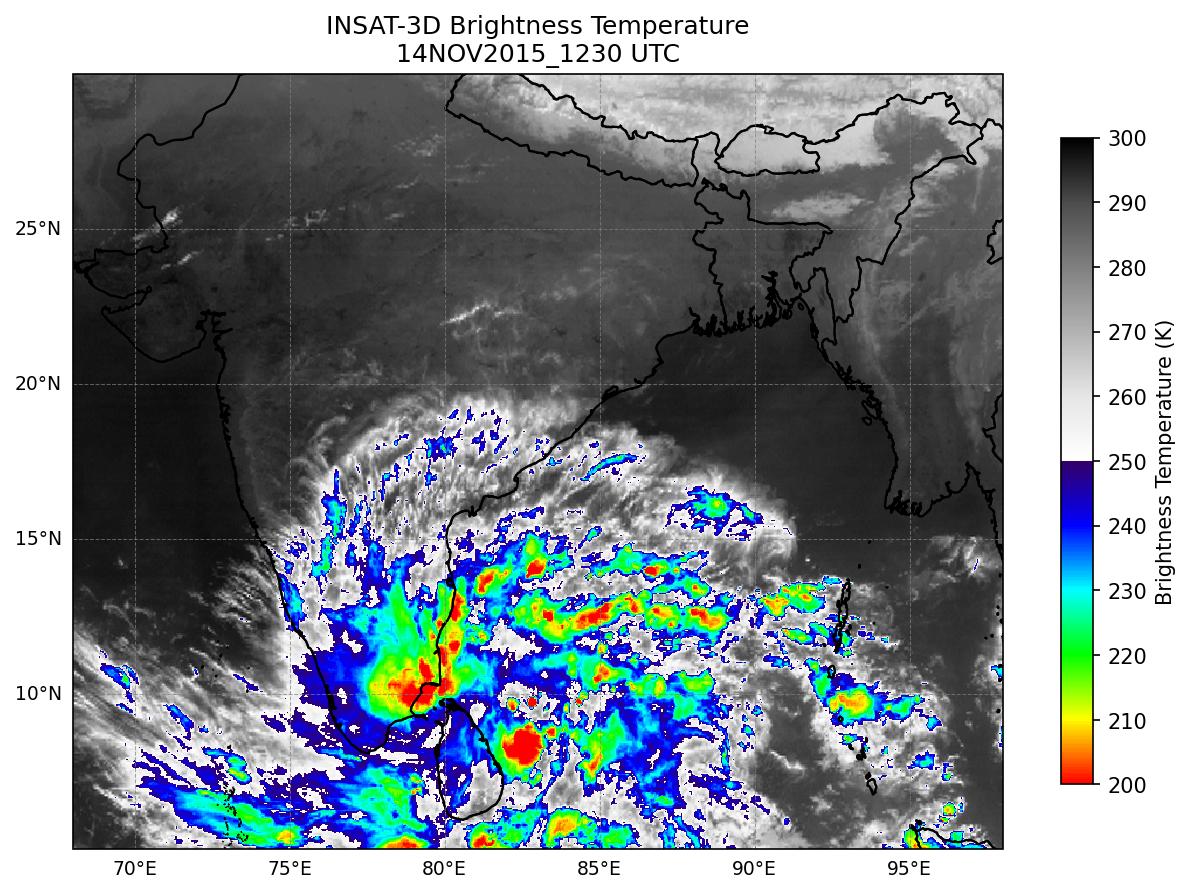 INSAT-3D Brightness Temperature
14NOV2015_1230 UTC
25°N
20°N
15°N
10°N
70°E
75°E
80°E
85°E
90°E
95°E
300
290
280
270
260
250
240
230
220
210
200
Brightness Temperature (K)